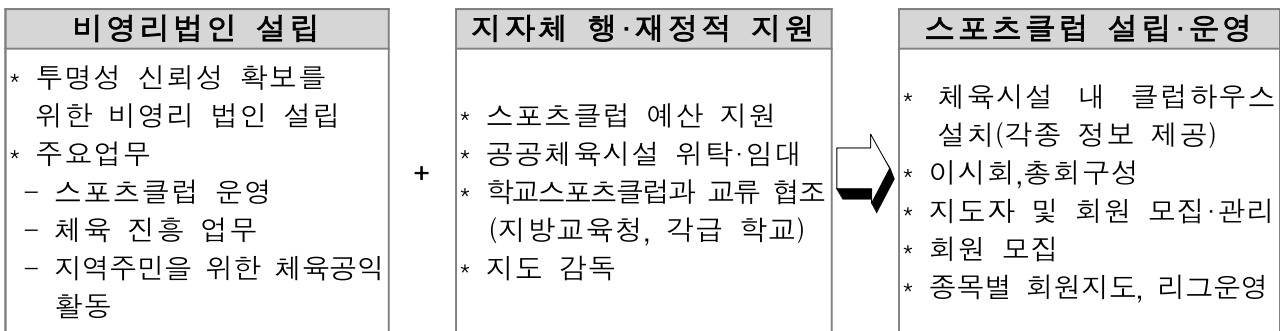 비영리법인 설립
* 투명성 신뢰성 확보를
위한 비영리 법인 설립
* 주요업무
- 스포츠클럽 운영
- 체육 진흥 업무
- 지역주민을 위한 체육공익
활동
+
지자체 행·재정적 지원
* 스포츠클럽 예산 지원
* 공공체육시설 위탁·임대
* 학교스포츠클럽과 교류 협조
(지방교육청, 각급 학교)
* 지도 감독
스포츠클럽 설립·운영
* 체육시설 내 클럽하우스
설치(각종 정보 제공)
* 이시회,총회구성
* 지도자 및 회원 모집·관리
* 회원 모집
* 종목별 회원지도, 리그운영